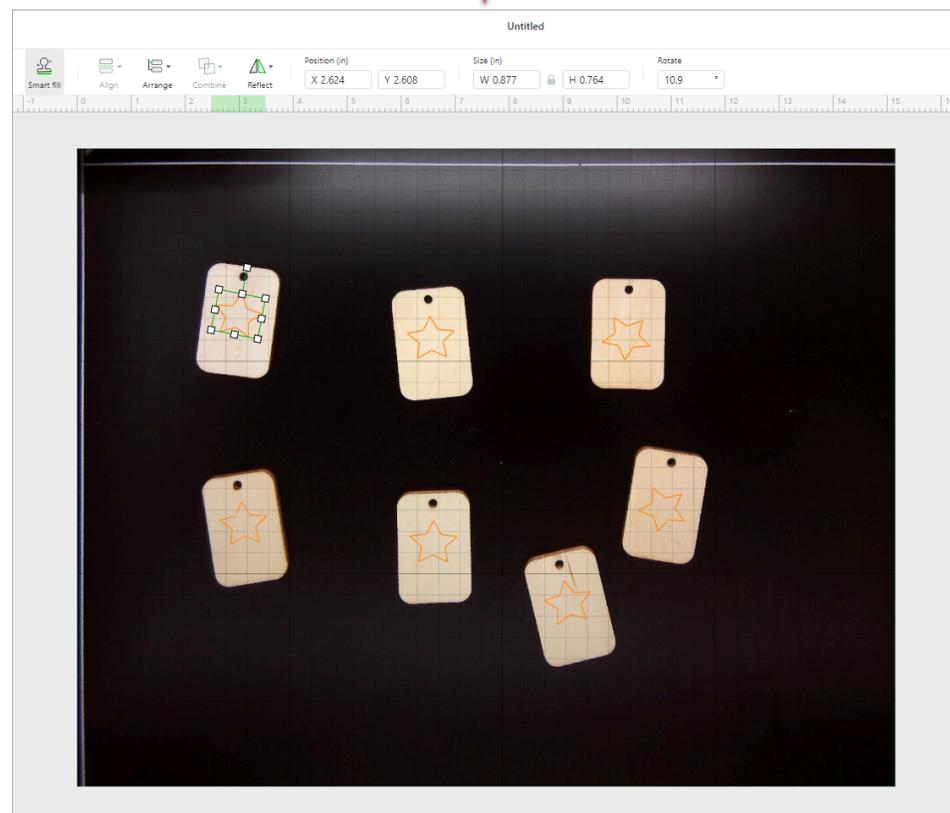 Untitled
Position (in)
Size (in)
Rotate
X 2.624
Y 2.608
W 0.877
H 0.764
10.9
°
Smart fill
Align
Arrange
Combine
Reflect
-1 0 1 2 3 4 5 6 7 8 9 10 11 12 13 14 15